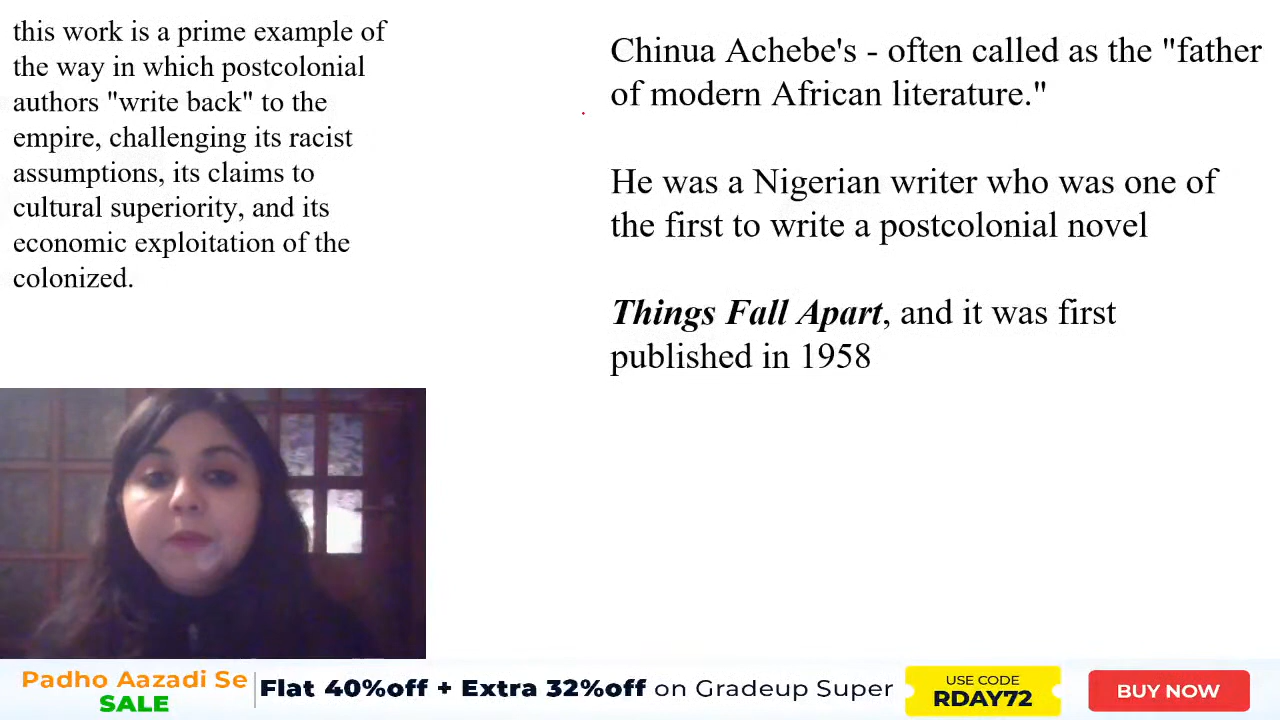 this work is a prime example of
the way in which postcolonial
authors "write back" to the
empire, challenging its racist
assumptions, its claims to
cultural superiority, and its
economic exploitation of the
colonized.
Chinua Achebe's - often called as the "father
of modern African literature."
He was a Nigerian writer who was one of
the first to write a postcolonial novel
Things Fall Apart, and it was first
published in 1958
Padho Aazadi Se
SALE
Flat 40%off + Extra 32%off on Gradeup Super
USE CODE
RDAY72
BUY NOW